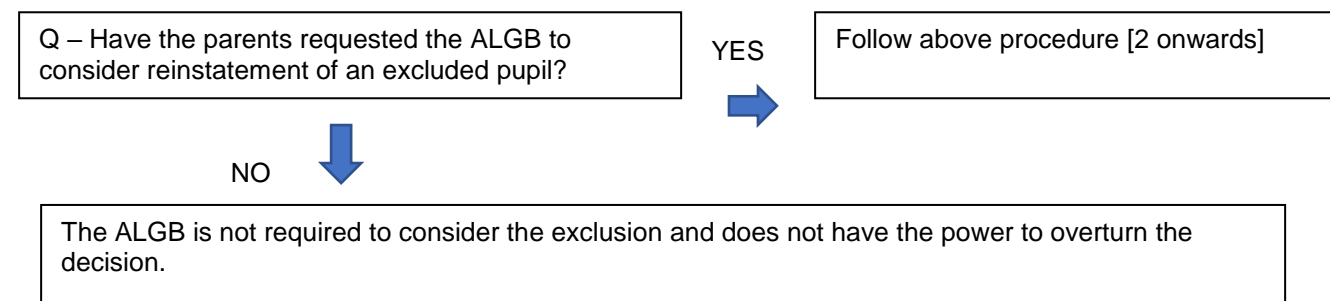 Q – Have the parents requested the ALGB to
consider reinstatement of an excluded pupil?
YES
Follow above procedure [2 onwards]
NO
The ALGB is not required to consider the exclusion and does not have the power to overturn the
decision.